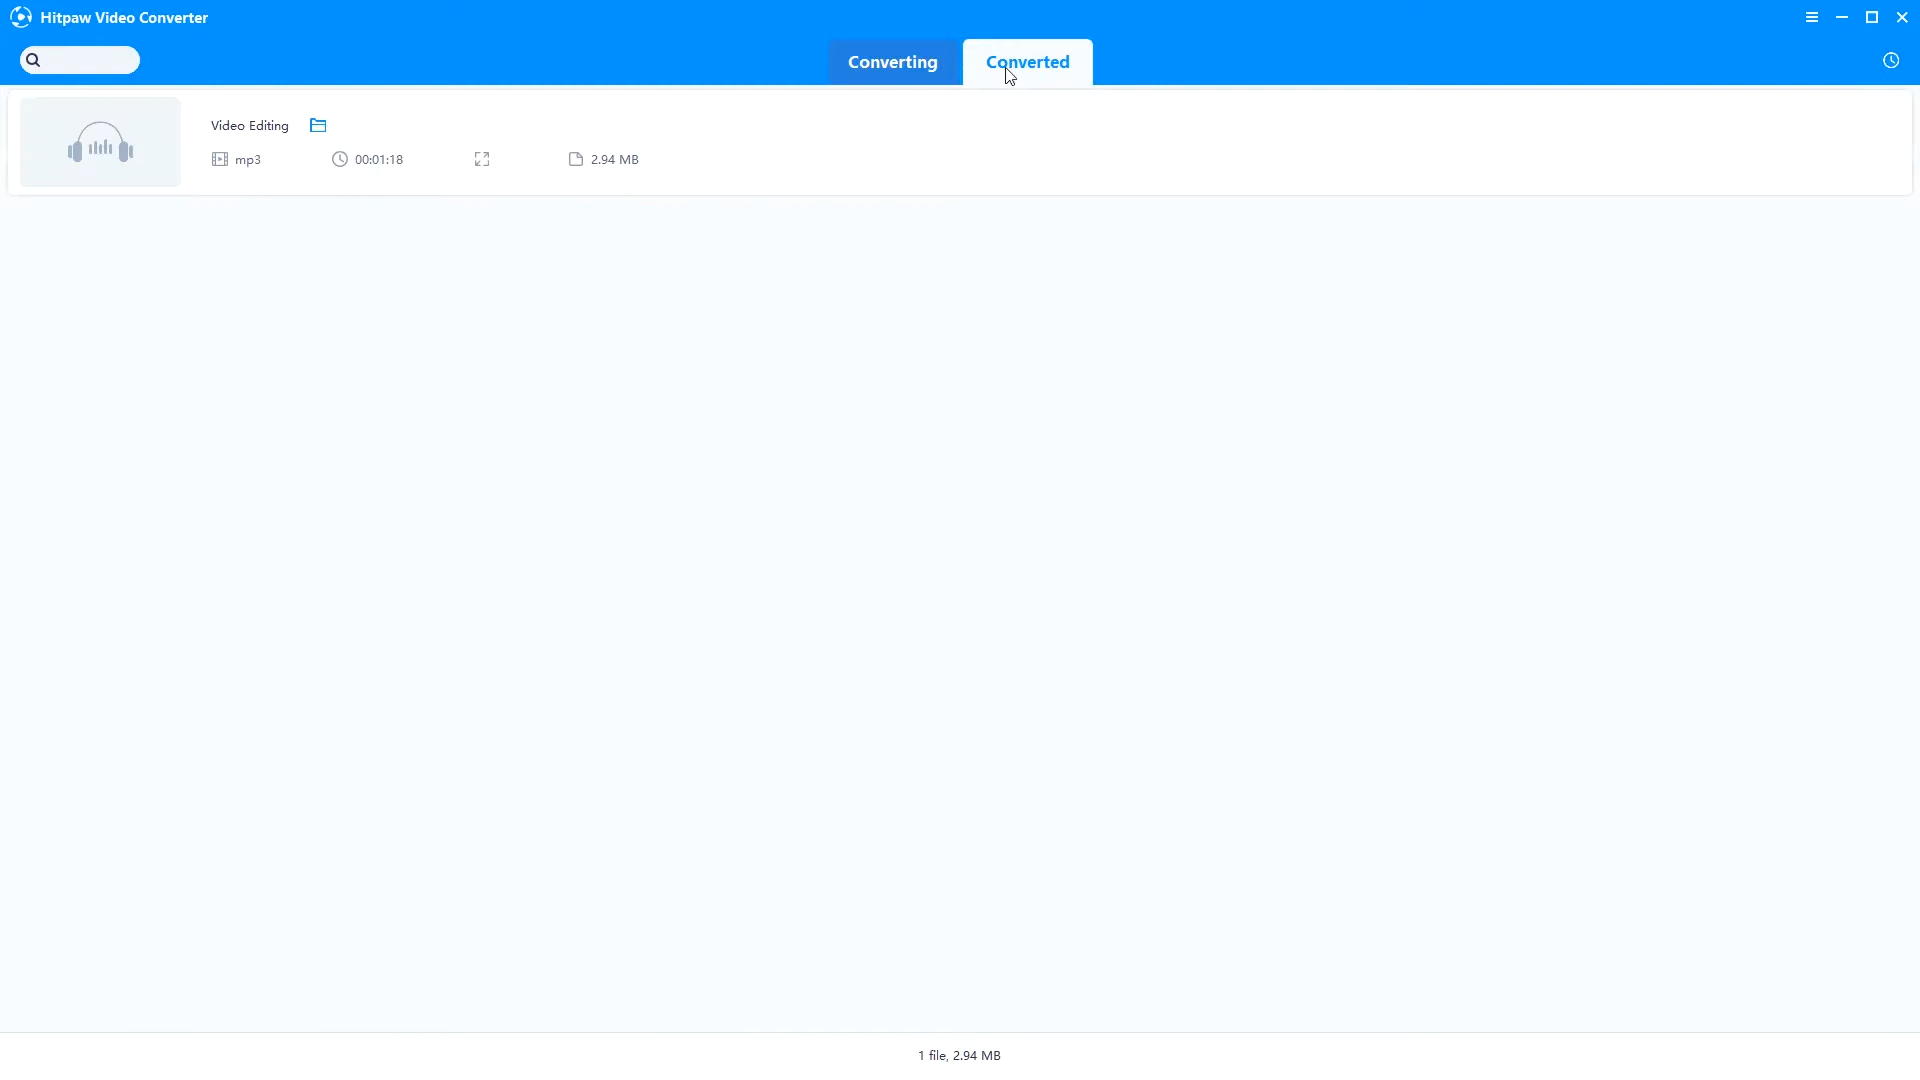 Hitpaw Video Converter
Converting
Converted
Video Editing
mp3
00:01:18
2.94 MB
1 file, 2.94 MB